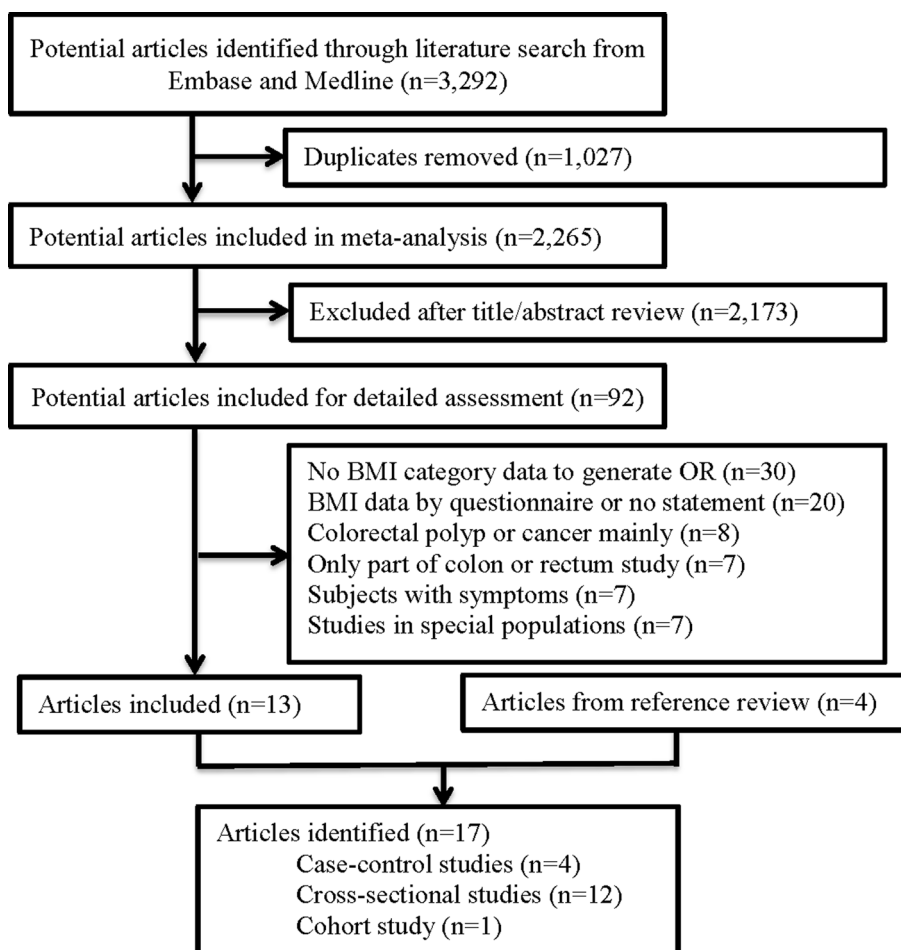 Potential articles identified through literature search from
Embase and Medline (n=3,292)
Duplicates removed (n=1,027)
Potential articles included in meta-analysis (n=2,265)
Excluded after title/abstract review (n=2,173)
Potential articles included for detailed assessment (n=92)
No BMI category data to generate OR (n=30)
BMI data by questionnaire or no statement (n=20)
Colorectal polyp or cancer mainly (n=8)
Only part of colon or rectum study (n=7)
Subjects with symptoms (n=7)
Studies in special populations (n=7)
Articles included (n=13)
Articles from reference review (n=4)
Articles identified (n=17)
Case-control studies (n=4)
Cross-sectional studies (n=12)
Cohort study (n=1)